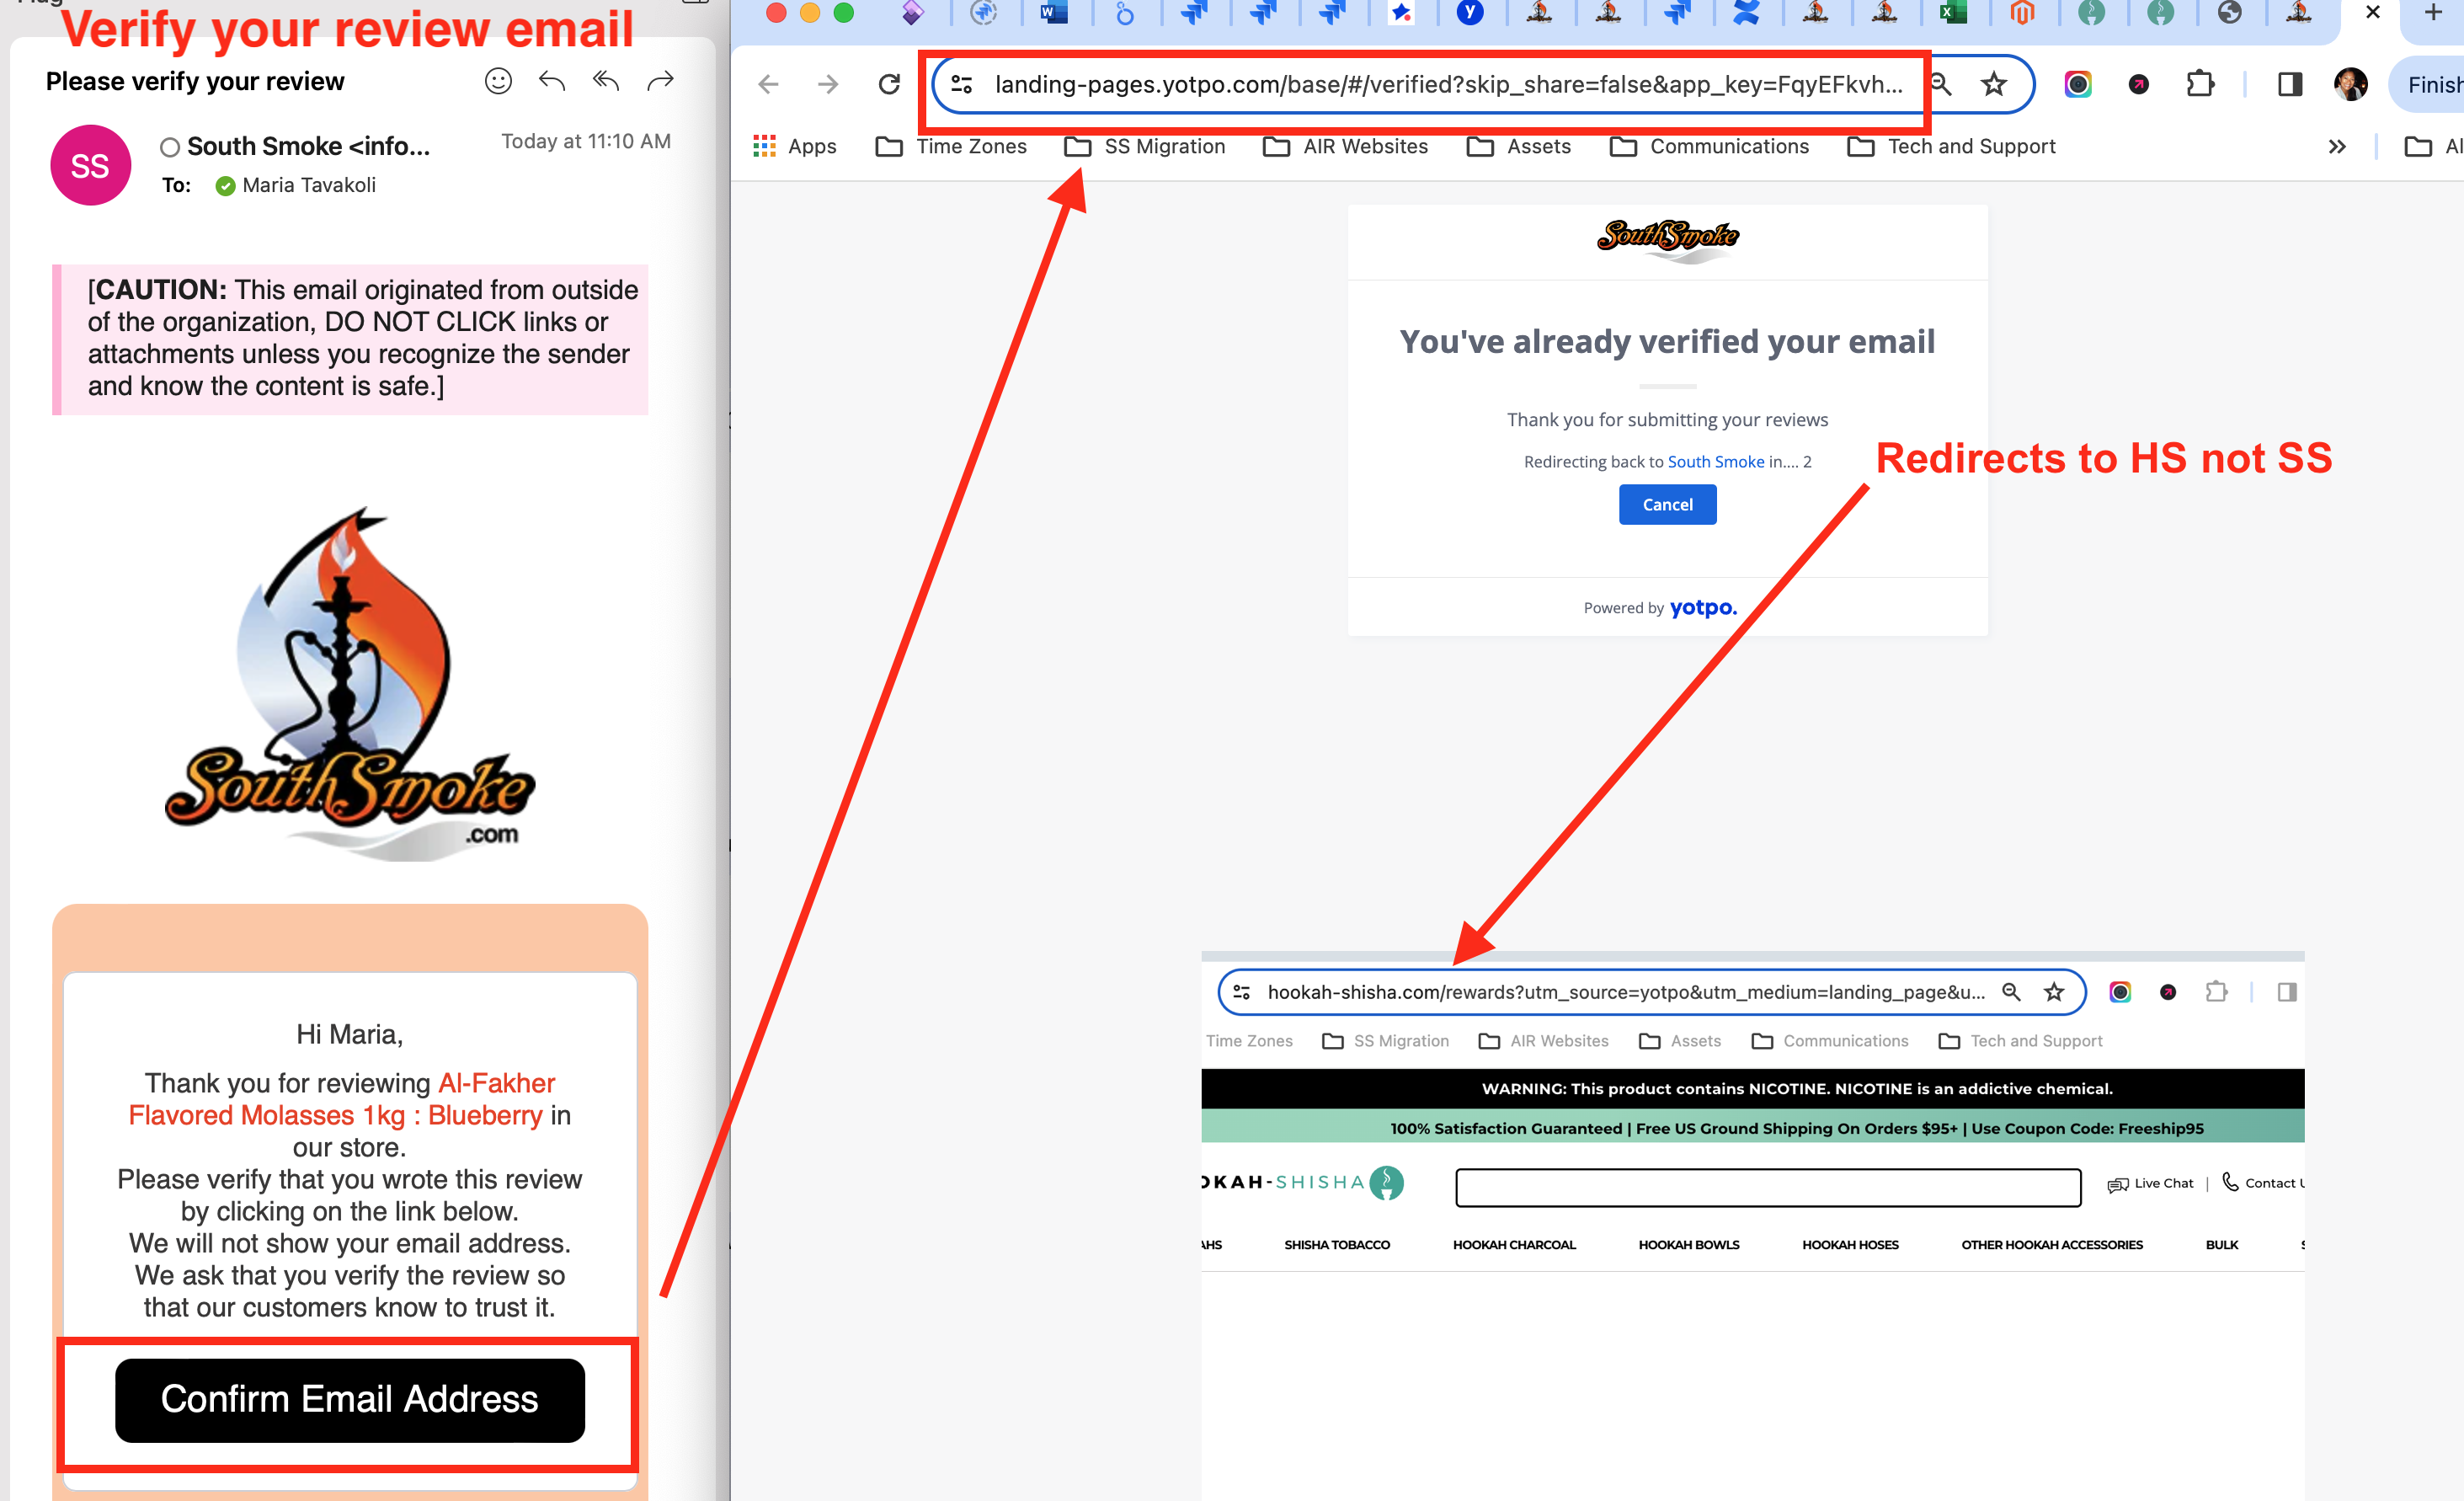 Verify your review email
Please verify your review
SS
South Smoke <info...
Today at 11:10 AM
To: Maria Tavakoli
[CAUTION: This email originated from outside
of the organization, DO NOT CLICK links or
attachments unless you recognize the sender
and know the content is safe.]
SouthSmoke
.com
Hi Maria,
Thank you for reviewing Al-Fakher
Flavored Molasses 1kg : Blueberry in
our store.
Please verify that you wrote this review
by clicking on the link below.
We will not show your email address.
We ask that you verify the review so
that our customers know to trust it.
Confirm Email Address
landing-pages.yotpo.com/base/#/verified?skip_share=false&app_key=FqyEFkvh...
Finish
Apps
Time Zones
SS Migration
AIR Websites
Assets
Communications
Tech and Support
Al
SouthSmoke
You've already verified your email
Thank you for submitting your reviews
Redirecting back to South Smoke in.... 2
Cancel
Powered by yotpo.
Redirects to HS not SS
hookah-shisha.com/rewards?utm_source=yotpo&utm_medium=landing_page&u...
Time Zones
SS Migration
AIR Websites
Assets
Communications
Tech and Support
WARNING: This product contains NICOTINE. NICOTINE is an addictive chemical.
100% Satisfaction Guaranteed | Free US Ground Shipping On Orders $95+ | Use Coupon Code: Freeship95
OKAH-SHISHA
Live Chat | Contact U
AHS
SHISHA TOBACCO
HOOKAH CHARCOAL
HOOKAH BOWLS
HOOKAH HOSES
OTHER HOOKAH ACCESSORIES
BULK